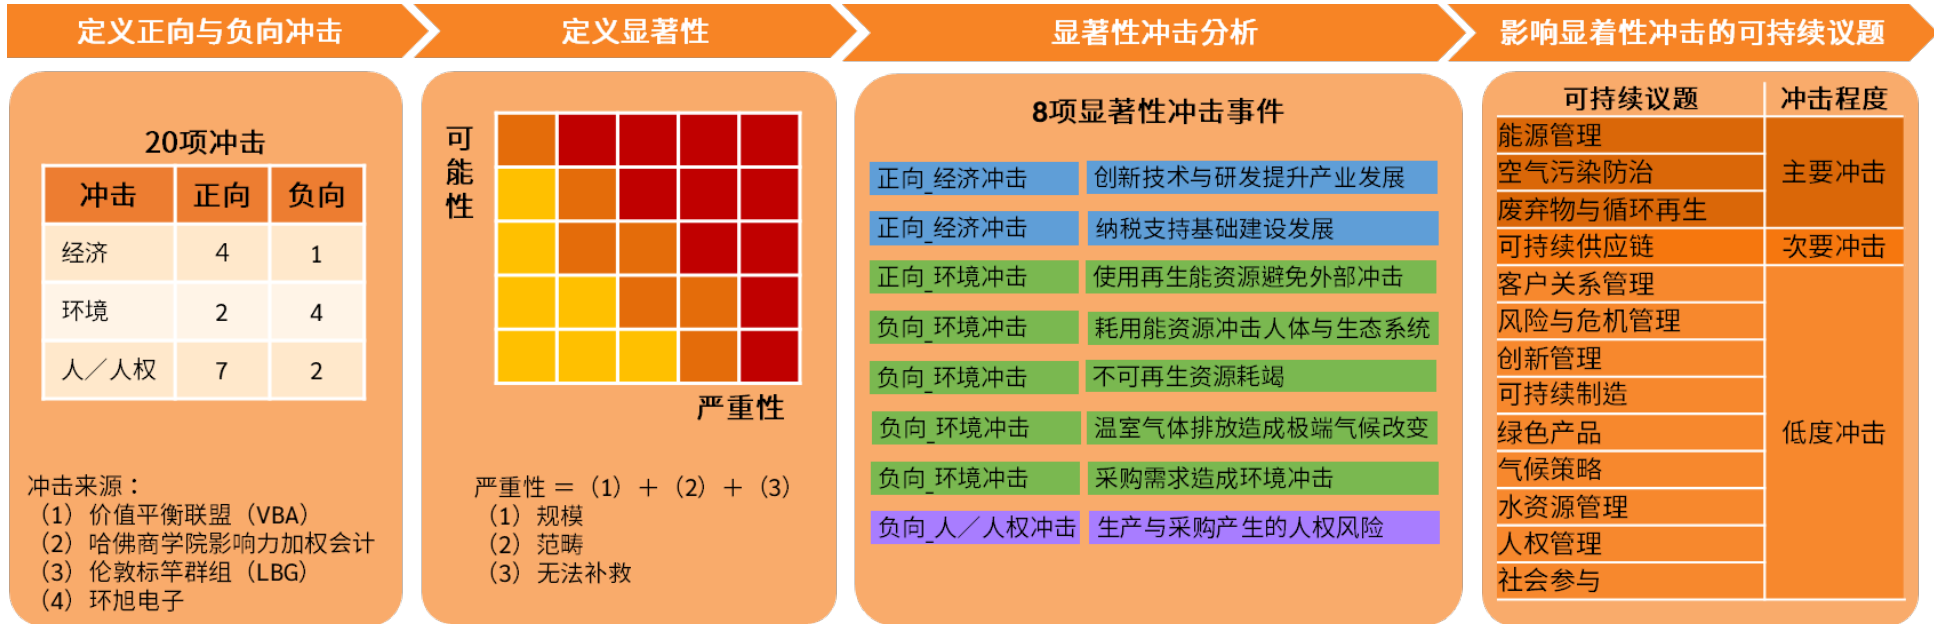 定义正向与负向冲击
定义显著性
显著性冲击分析
影响显着性冲击的可持续议题
20项冲击
冲击 正向 负向
经济 4 1
环境 2 4
人／人权 7 2
冲击来源：
（1）价值平衡联盟（VBA）
（2）哈佛商学院影响力加权会计
（3）伦敦标竿群组（LBG）
（4）环旭电子
可能性
严重性
严重性＝（1）＋（2）＋（3）
（1）规模
（2）范畴
（3）无法补救
8项显著性冲击事件
正向_经济冲击 创新技术与研发提升产业发展
正向_经济冲击 纳税支持基础建设发展
正向_环境冲击 使用再生能资源避免外部冲击
负向_环境冲击 耗用能资源冲击人体与生态系统
负向_环境冲击 不可再生资源耗竭
负向_环境冲击 温室气体排放造成极端气候改变
负向_环境冲击 采购需求造成环境冲击
负向_人／人权冲击 生产与采购产生的人权风险
可持续议题 冲击程度
能源管理
空气污染防治 主要冲击
废弃物与循环再生
可持续供应链 次要冲击
客户关系管理
风险与危机管理
创新管理
可持续制造
绿色产品 低度冲击
气候策略
水资源管理
人权管理
社会参与